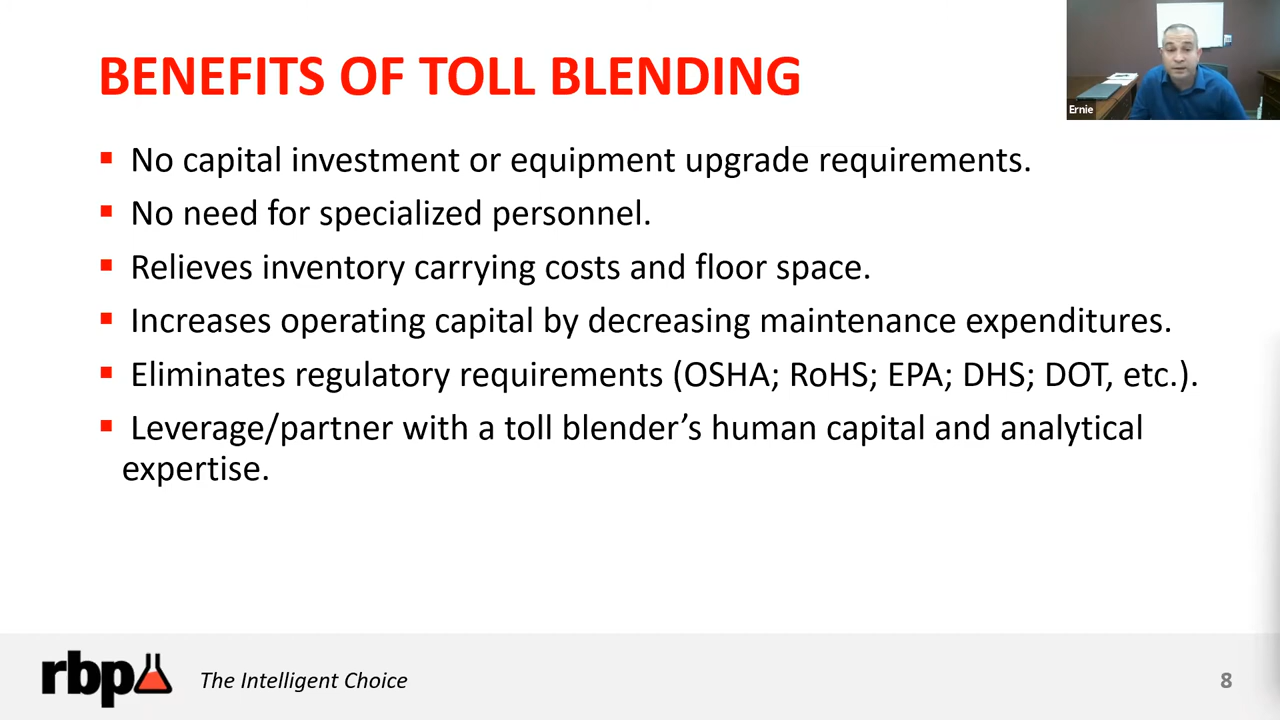 BENEFITS OF TOLL BLENDING
Ernie
▪ No capital investment or equipment upgrade requirements.
▪ No need for specialized personnel.
▪ Relieves inventory carrying costs and floor space.
▪ Increases operating capital by decreasing maintenance expenditures.
▪ Eliminates regulatory requirements (OSHA; RoHS; EPA; DHS; DOT, etc.).
▪ Leverage/partner with a toll blender’s human capital and analytical
expertise.
rbp
The Intelligent Choice
8